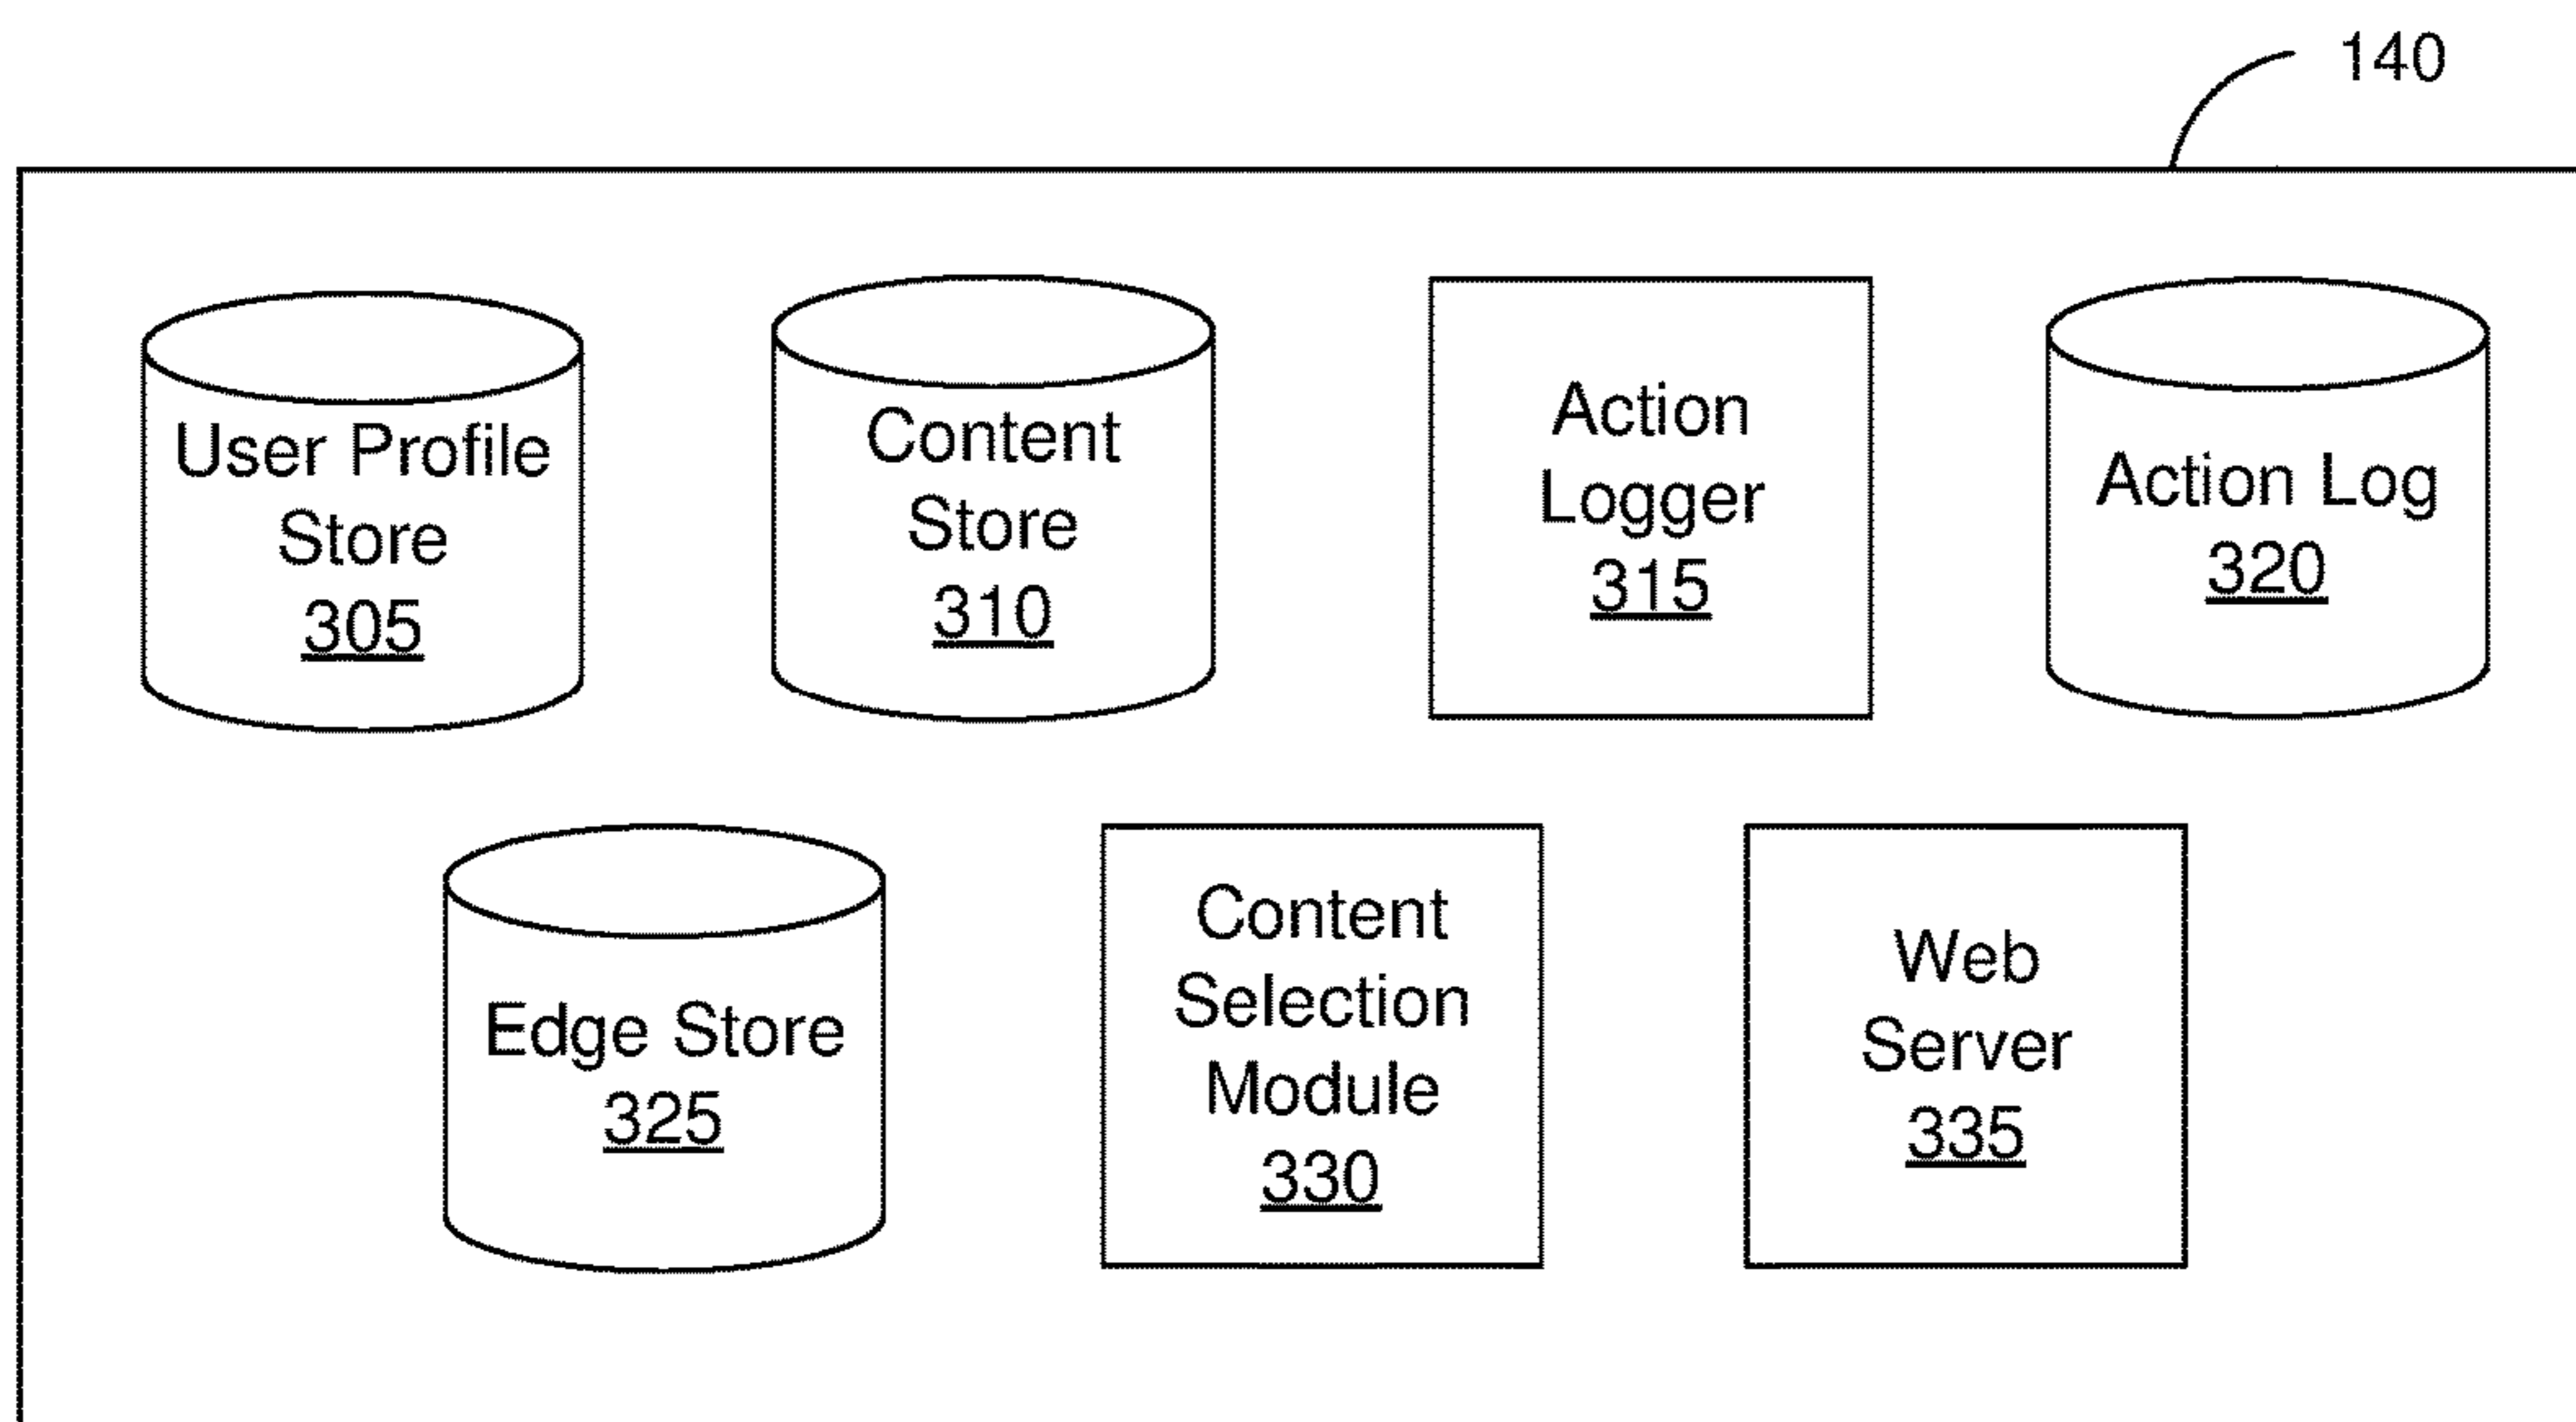 140
User Profile
Store
305
Content
Store
310
Action
Logger
315
Action Log
320
Edge Store
325
Content
Selection
Module
330
Web
Server
335